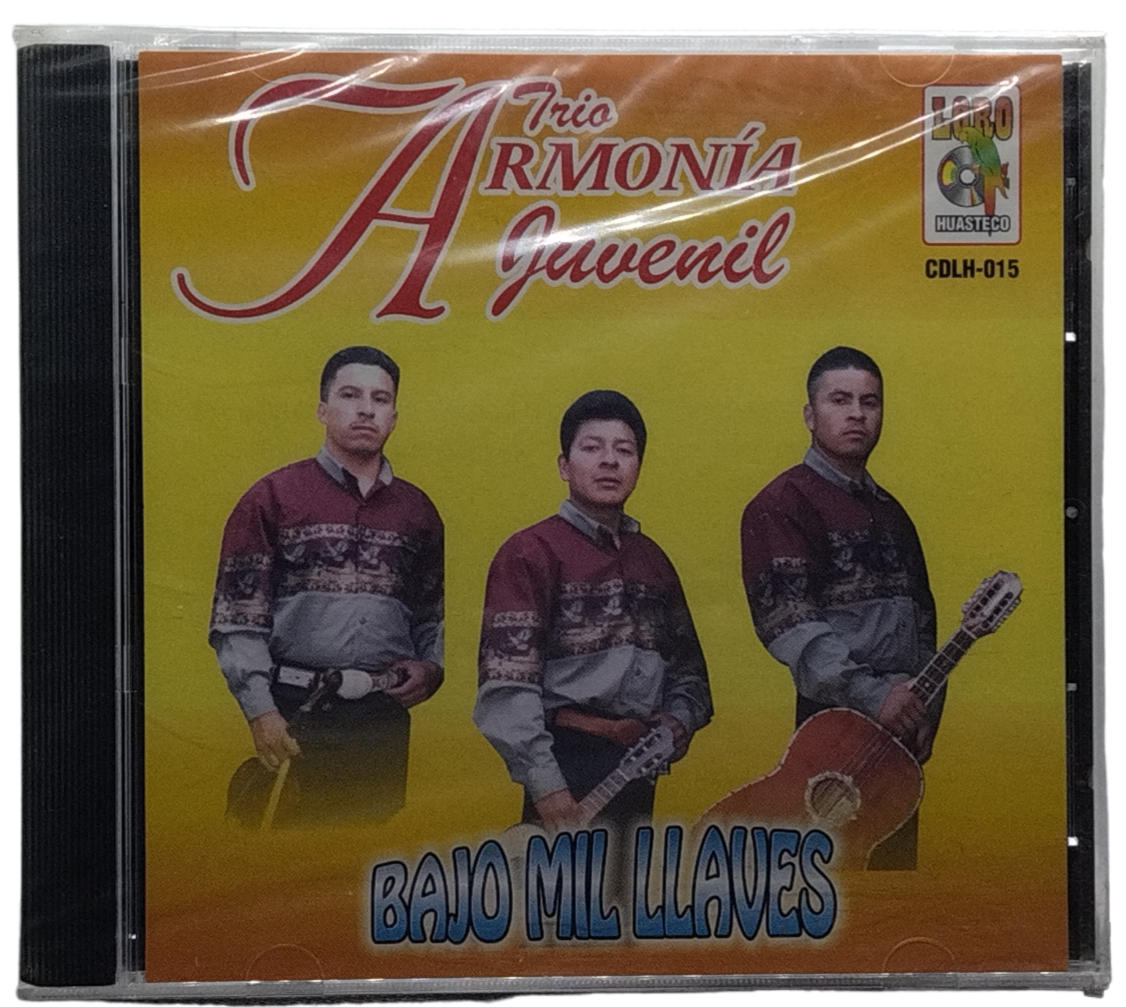 Trio
ARMONÍA
Juvenil
LORO
HUASTECO
CDLH-015
BAJO MIL LLAVES